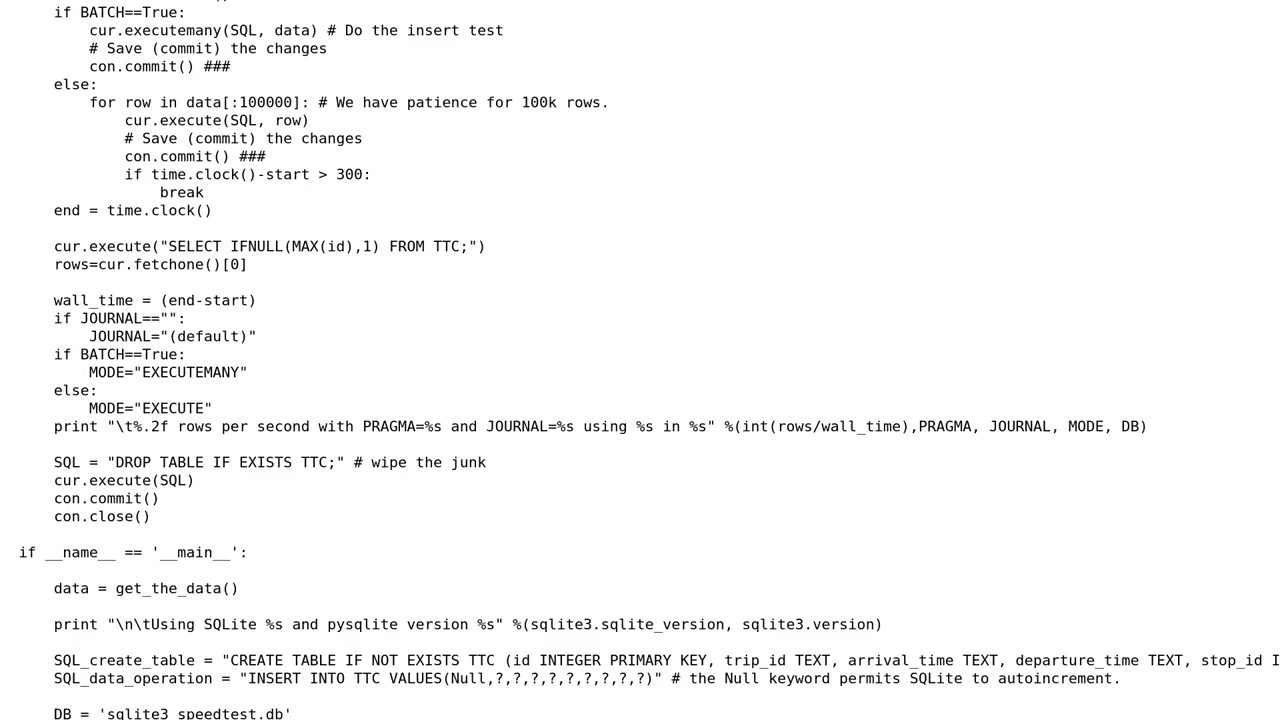 if BATCH==True:
cur.executemany(SQL, data) # Do the insert test
# Save (commit) the changes
con.commit() ###
else:
for row in data[:100000]: # We have patience for 100k rows.
cur.execute(SQL, row)
# Save (commit) the changes
con.commit() ###
if time.clock()-start > 300:
break
end = time.clock()
cur.execute("SELECT IFNULL(MAX(id),1) FROM TTC;")
rows=cur.fetchone()[0]
wall_time = (end-start)
if JOURNAL=="":
JOURNAL="(default)"
if BATCH==True:
MODE="EXECUTEMANY"
else:
MODE="EXECUTE"
print "\t%.2f rows per second with PRAGMA=%s and JOURNAL=%s using %s in %s" %(int(rows/wall_time),PRAGMA, JOURNAL, MODE, DB)
SQL = "DROP TABLE IF EXISTS TTC;" # wipe the junk
cur.execute(SQL)
con.commit()
con.close()
if __name__ == '__main__':
data = get_the_data()
print "\n\tUsing SQLite %s and pysqlite version %s" %(sqlite3.sqlite_version, sqlite3.version)
SQL_create_table = "CREATE TABLE IF NOT EXISTS TTC (id INTEGER PRIMARY KEY, trip_id TEXT, arrival_time TEXT, departure_time TEXT, stop_id I
SQL_data_operation = "INSERT INTO TTC VALUES(Null,?,?,?,?,?,?,?,?,?)" # the Null keyword permits SQLite to autoincrement.
DB = 'sqlite3_speedtest.db'